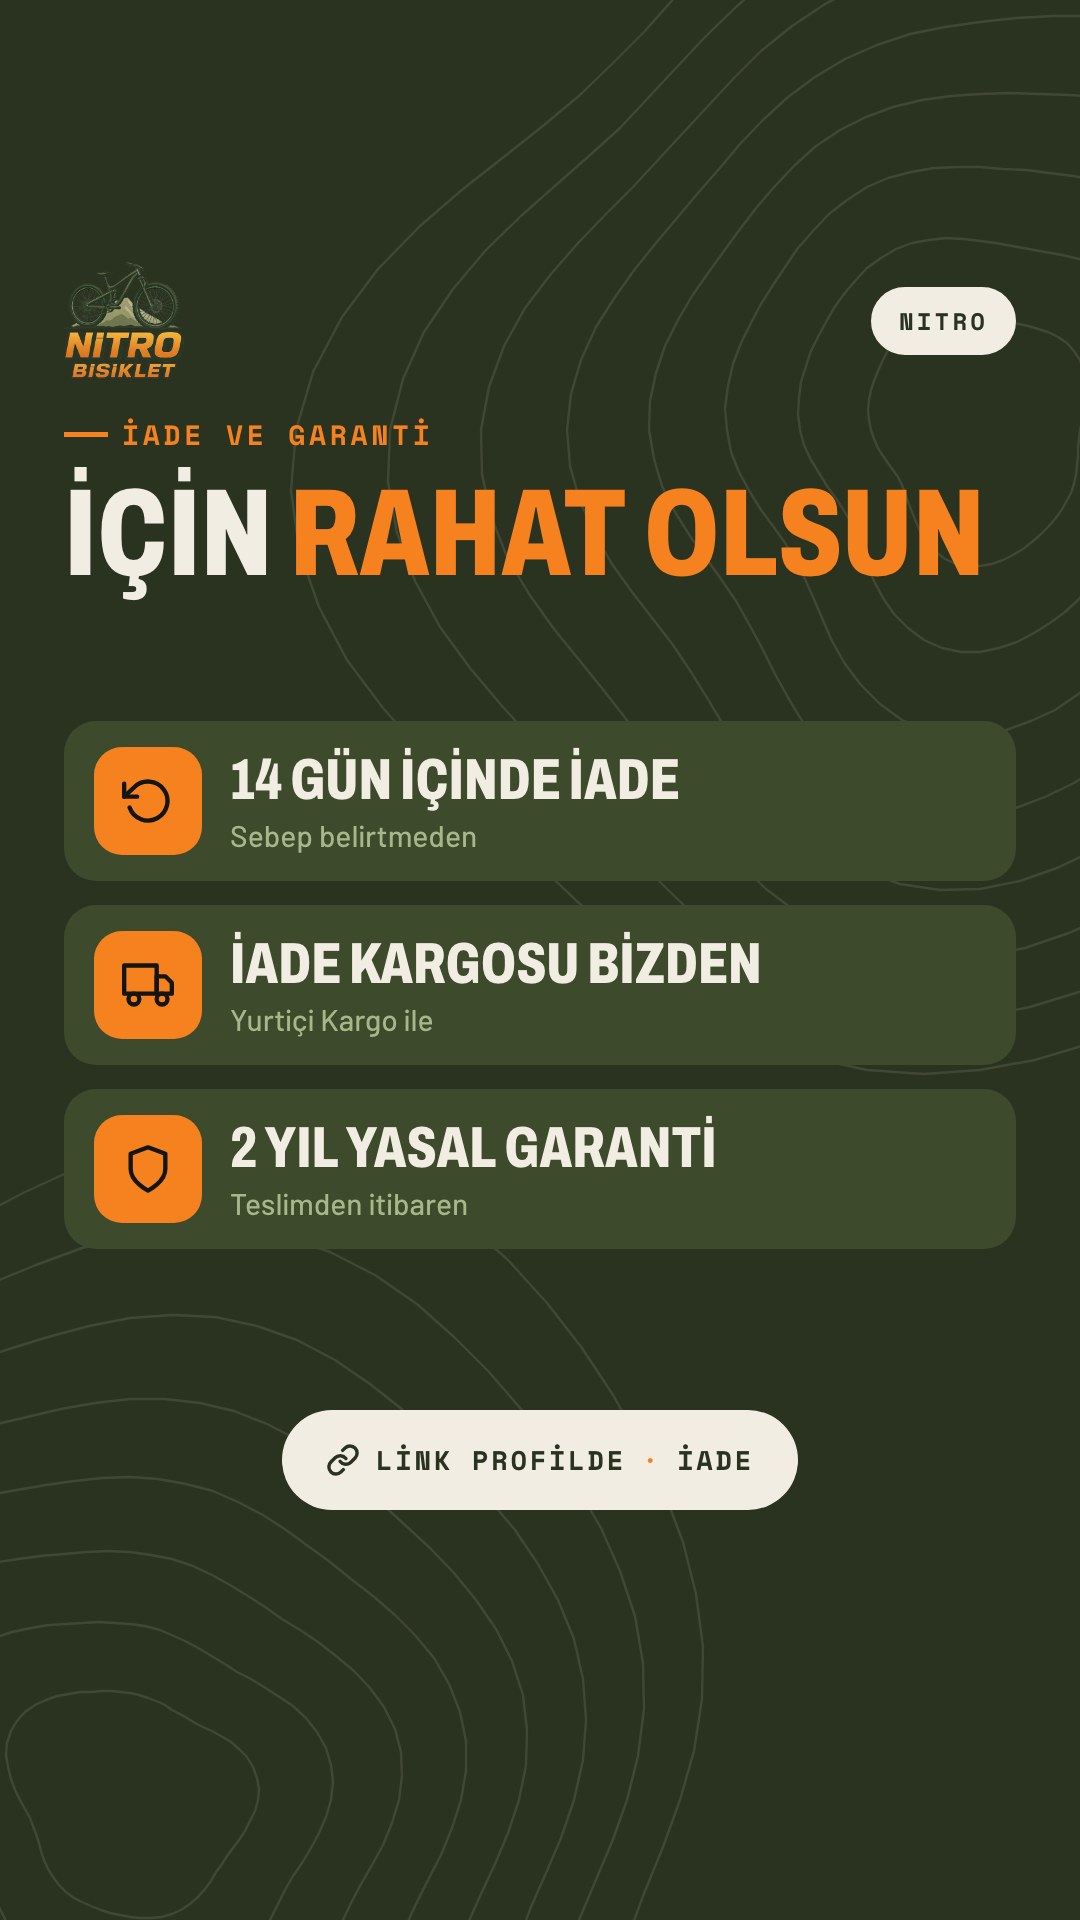 NiTRO
BiSiKLET
NITRO
İADE VE GARANTİ
İÇİN RAHAT OLSUN
14 GÜN İÇİNDE İADE
Sebep belirtmeden
İADE KARGOSU BİZDEN
Yurtiçi Kargo ile
2 YIL YASAL GARANTİ
Teslimden itibaren
LİNK PROFİLDE · İADE